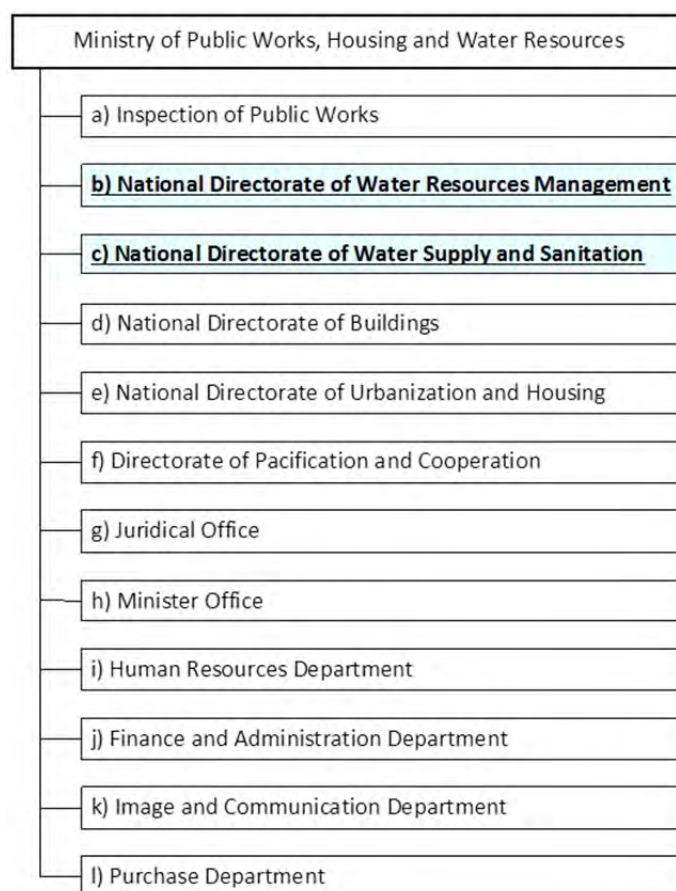 Ministry of Public Works, Housing and Water Resources
a) Inspection of Public Works
b) National Directorate of Water Resources Management
c) National Directorate of Water Supply and Sanitation
d) National Directorate of Buildings
e) National Directorate of Urbanization and Housing
f) Directorate of Pacification and Cooperation
g) Juridical Office
h) Minister Office
i) Human Resources Department
j) Finance and Administration Department
k) Image and Communication Department
l) Purchase Department